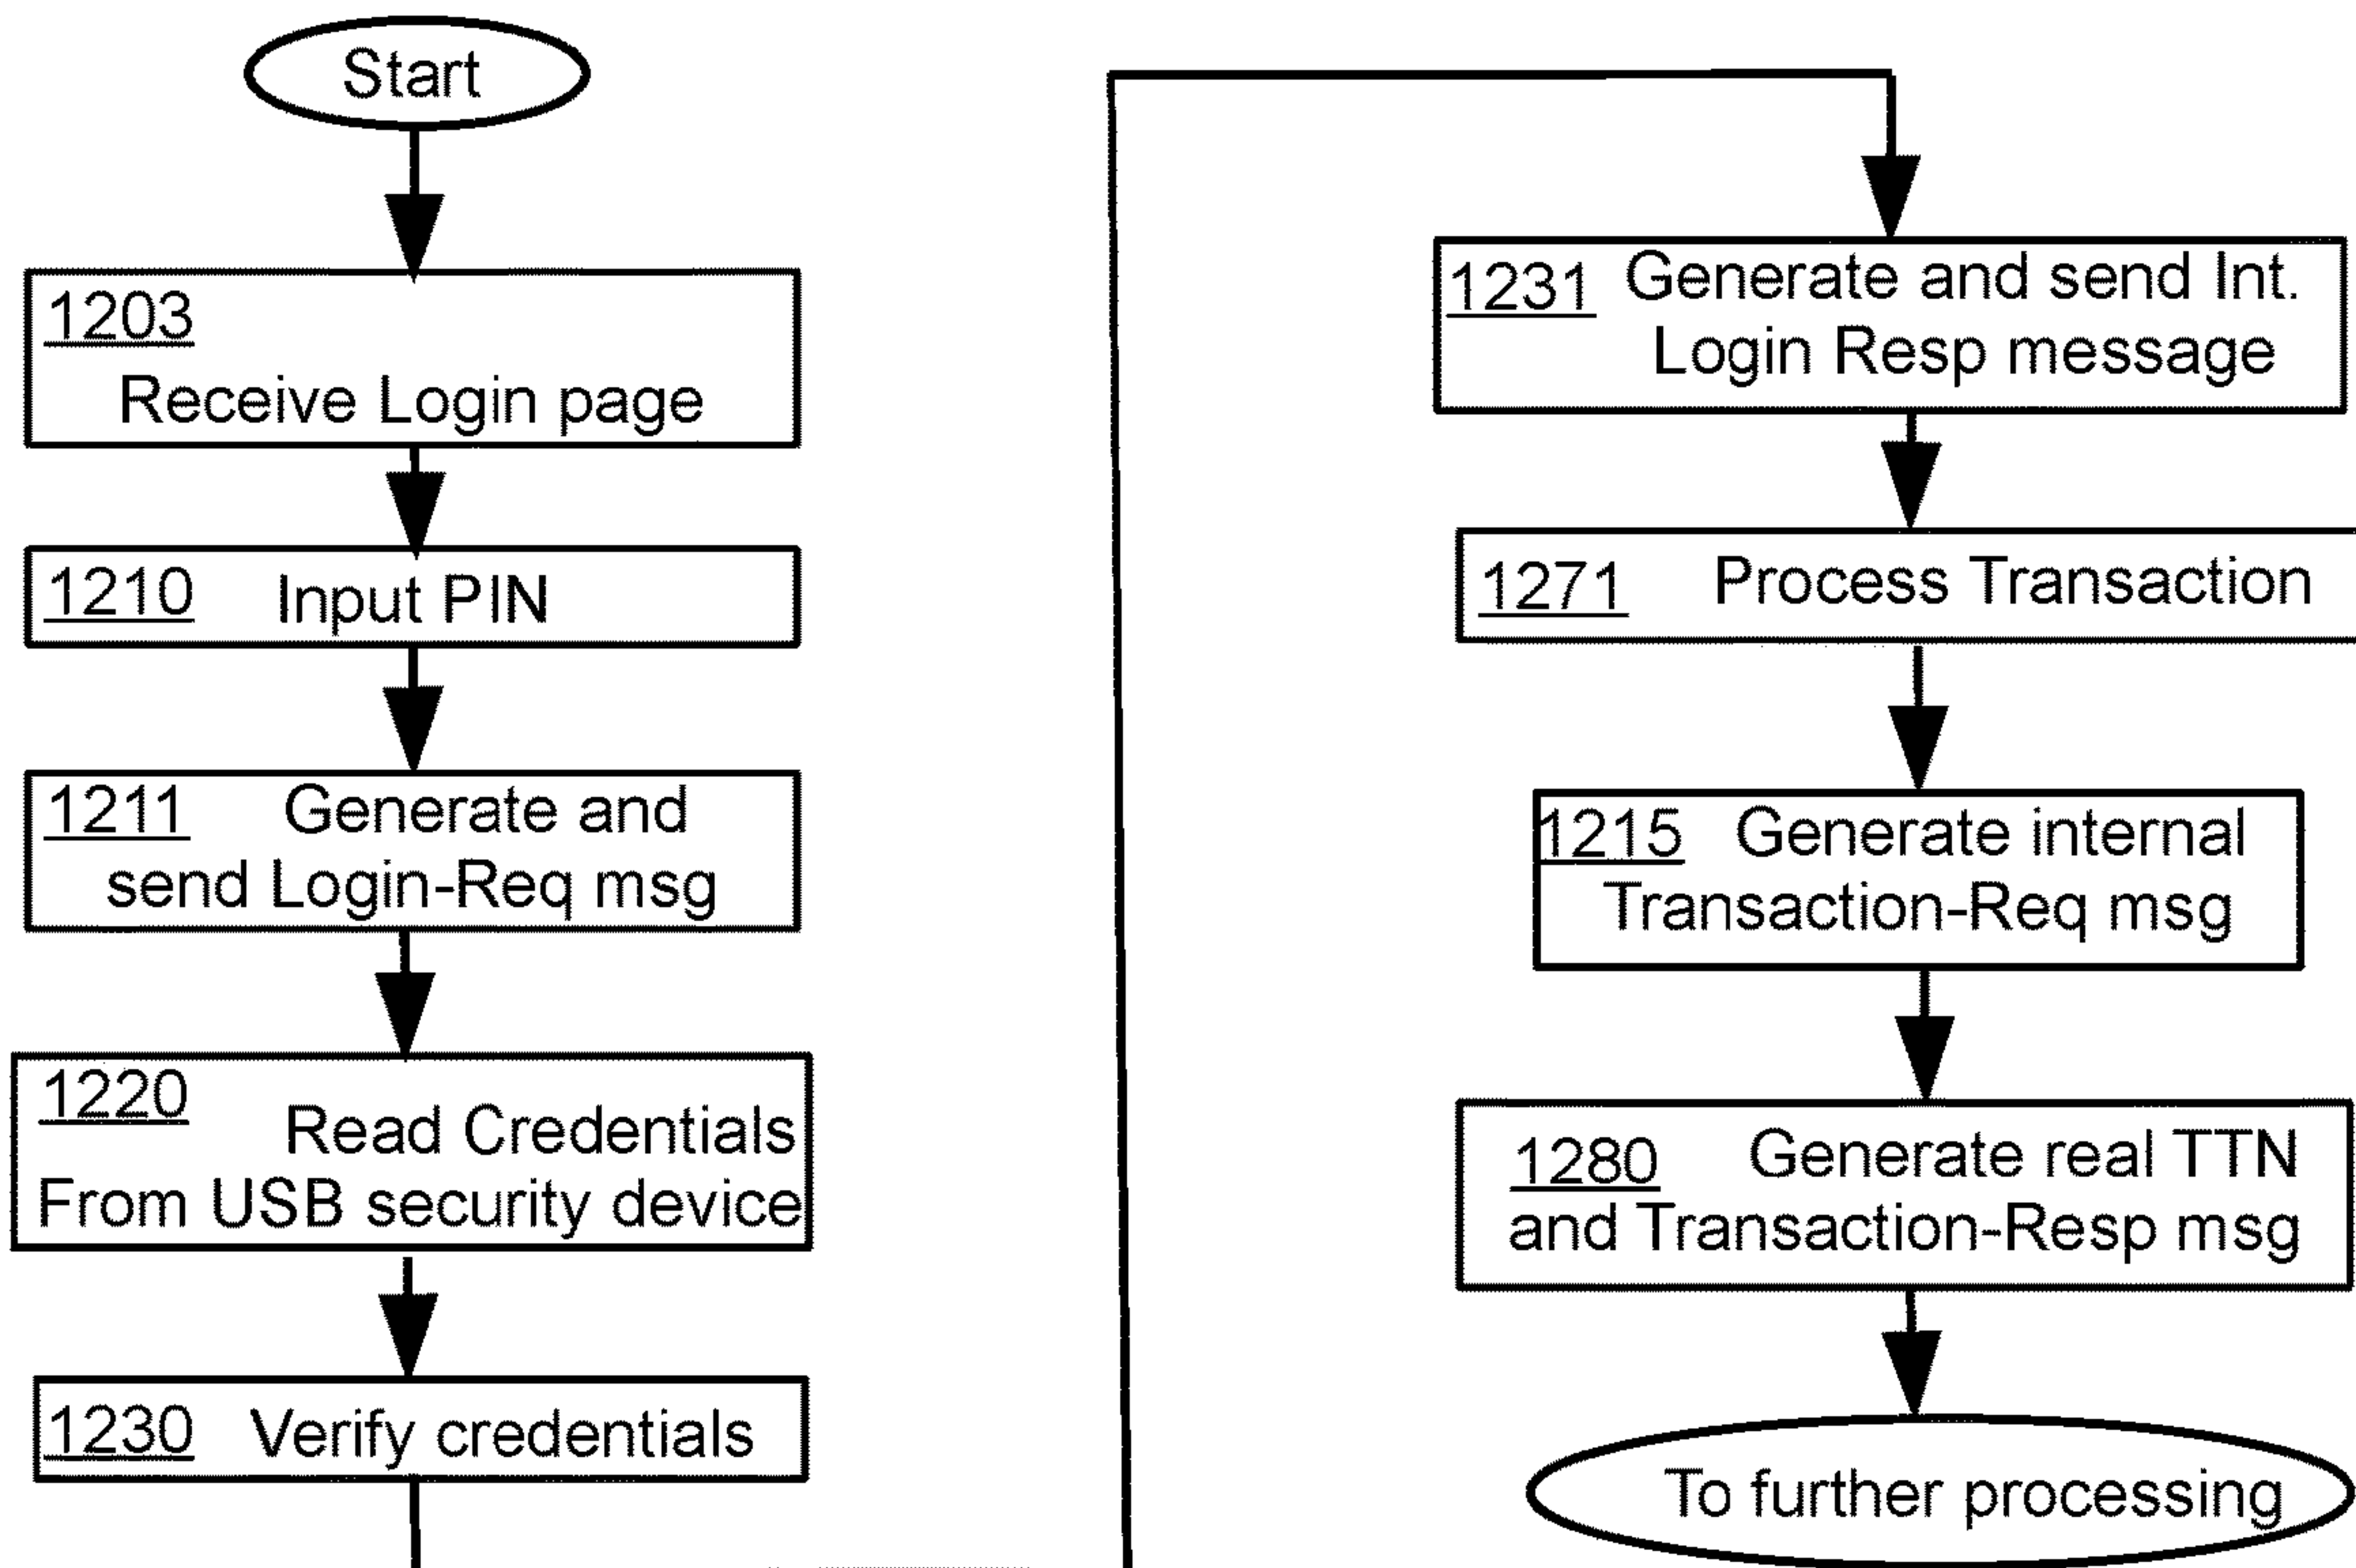 Start
1203
Receive Login page
1210 Input PIN
1211 Generate and
send Login-Req msg
1220
Read Credentials
From USB security device
1230 Verify credentials
1231 Generate and send Int.
Login Resp message
1271 Process Transaction
1215 Generate internal
Transaction-Req msg
1280 Generate real TTN
and Transaction-Resp msg
To further processing